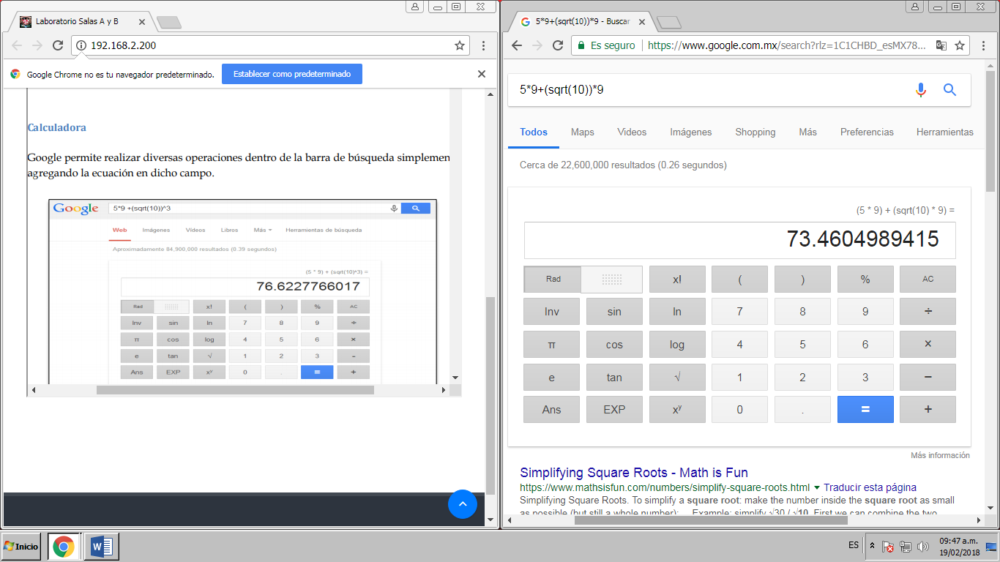 Laboratorio Salas A y B
192.168.2.200
Google Chrome no es tu navegador predeterminado.
Establecer como predeterminado
Calculadora
Google permite realizar diversas operaciones dentro de la barra de búsqueda simplemen
agregando la ecuación en dicho campo.
Google
5*9 +(sqrt(10))^3
Web Imágenes Vídeos Libros Más Herramientas de búsqueda
Aproximadamente 84,900,000 resultados (0.39 segundos)
(5 * 9) + (sqrt(10)^3) =
76.6227766017
Rad x! ( ) % AC
Inv sin ln 7 8 9 ÷
π cos log 4 5 6 ×
e tan √ 1 2 3 -
Ans EXP xʸ 0 . = +
5*9+(sqrt(10))*9 - Buscar
Es seguro https://www.google.com.mx/search?rlz=1C1CHBD_esMX78...
5*9+(sqrt(10))*9
Todos Maps Videos Imágenes Shopping Más Preferencias Herramientas
Cerca de 22,600,000 resultados (0.26 segundos)
(5 * 9) + (sqrt(10) * 9) =
73.4604989415
Rad x! ( ) % AC
Inv sin ln 7 8 9 ÷
π cos log 4 5 6 ×
e tan √ 1 2 3 −
Ans EXP xʸ 0 . = +
Más información
Simplifying Square Roots - Math is Fun
https://www.mathsisfun.com/numbers/simplify-square-roots.html Traducir esta página
Simplifying Square Roots. To simplify a square root: make the number inside the square root as small
as possible (but still a whole number): ... Example: simplify √30 / √10. First we can combine the two
Inicio
ES
09:47 a.m.
19/02/2018